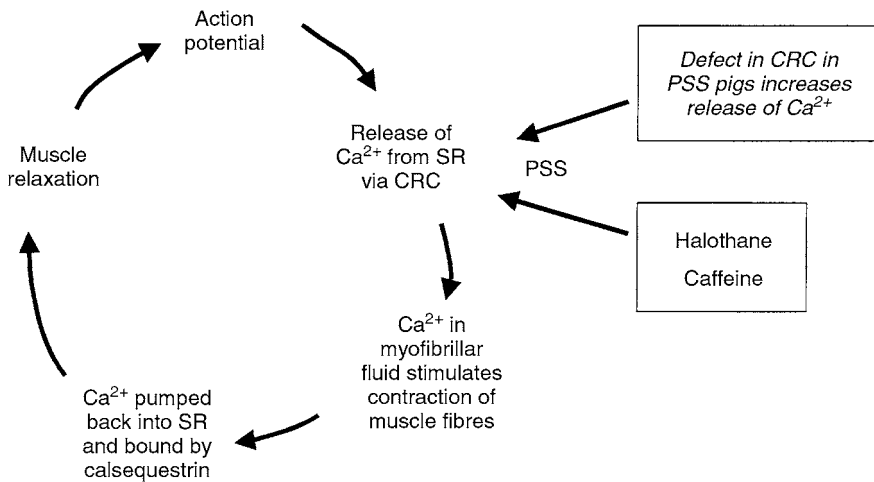 Action
potential
Defect in CRC in
PSS pigs increases
release of Ca²⁺
Release of
Ca²⁺ from SR
via CRC
PSS
Muscle
relaxation
Halothane
Caffeine
Ca²⁺ in
myofibrillar
fluid stimulates
contraction of
muscle fibres
Ca²⁺ pumped
back into SR
and bound by
calsequestrin